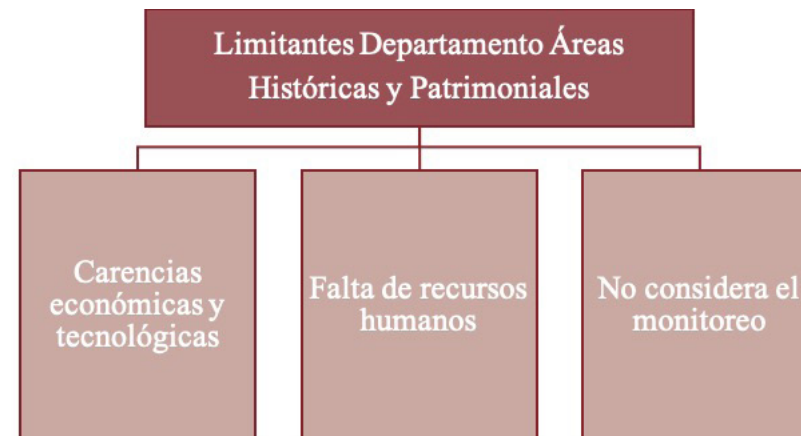 Limitantes Departamento Áreas
Históricas y Patrimoniales
Carencias
económicas y
tecnológicas
Falta de recursos
humanos
No considera el
monitoreo